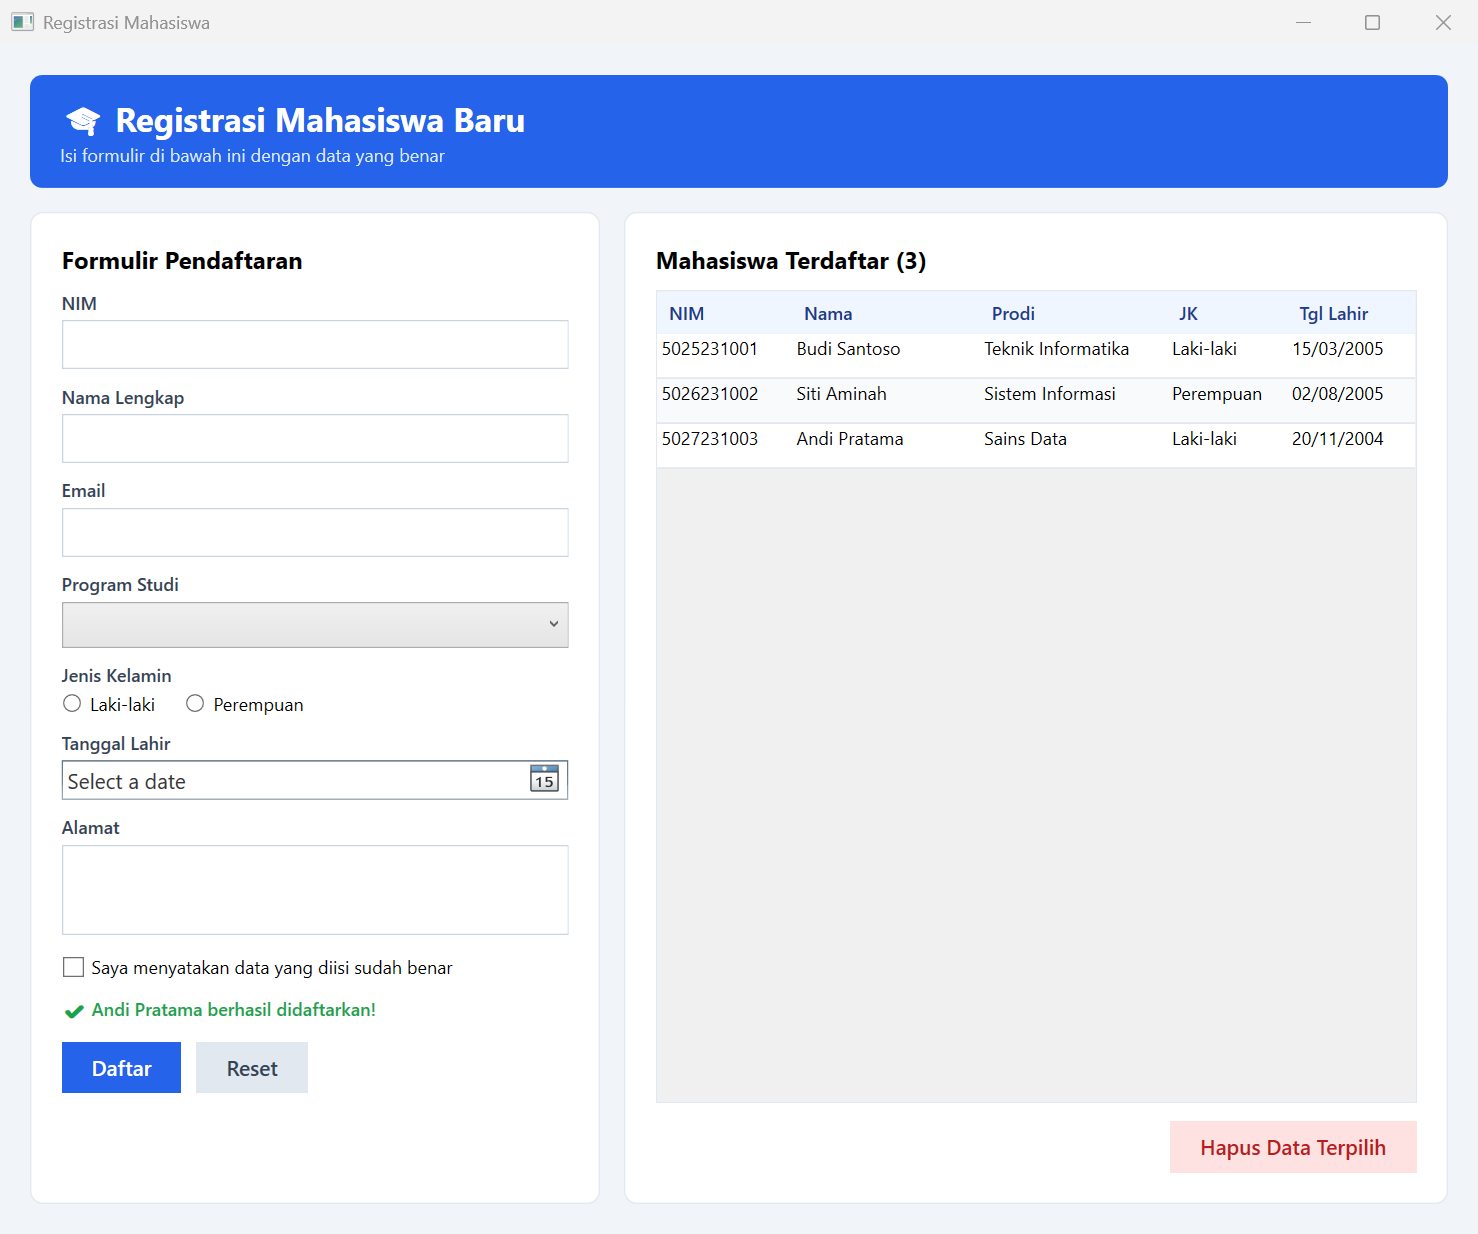 Registrasi Mahasiswa
Registrasi Mahasiswa Baru
Isi formulir di bawah ini dengan data yang benar
Formulir Pendaftaran
NIM
Nama Lengkap
Email
Program Studi
Jenis Kelamin
Laki-laki Perempuan
Tanggal Lahir
Select a date 15
Alamat
Saya menyatakan data yang diisi sudah benar
Andi Pratama berhasil didaftarkan!
Daftar Reset
Mahasiswa Terdaftar (3)
NIM Nama Prodi JK Tgl Lahir
5025231001 Budi Santoso Teknik Informatika Laki-laki 15/03/2005
5026231002 Siti Aminah Sistem Informasi Perempuan 02/08/2005
5027231003 Andi Pratama Sains Data Laki-laki 20/11/2004
Hapus Data Terpilih